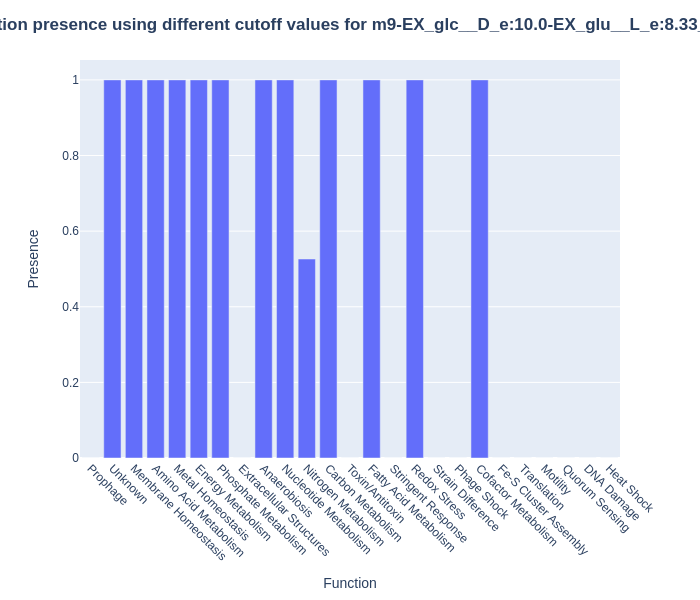 tion presence using different cutoff values for m9-EX_glc__D_e:10.0-EX_glu__L_e:8.33_
1
0.8
0.6
0.4
0.2
0
Presence
Prophage
Unknown
Membrane Homeostasis
Amino Acid Metabolism
Metal Homeostasis
Energy Metabolism
Phosphate Metabolism
Extracellular Structures
Anaerobiosis
Nucleotide Metabolism
Nitrogen Metabolism
Carbon Metabolism
Toxin/Antitoxin
Fatty Acid Metabolism
Stringent Response
Redox Stress
Strain Difference
Phage Shock
Cofactor Metabolism
Fe-S Cluster Assembly
Translation
Motility
Quorum Sensing
DNA Damage
Heat Shock
Function